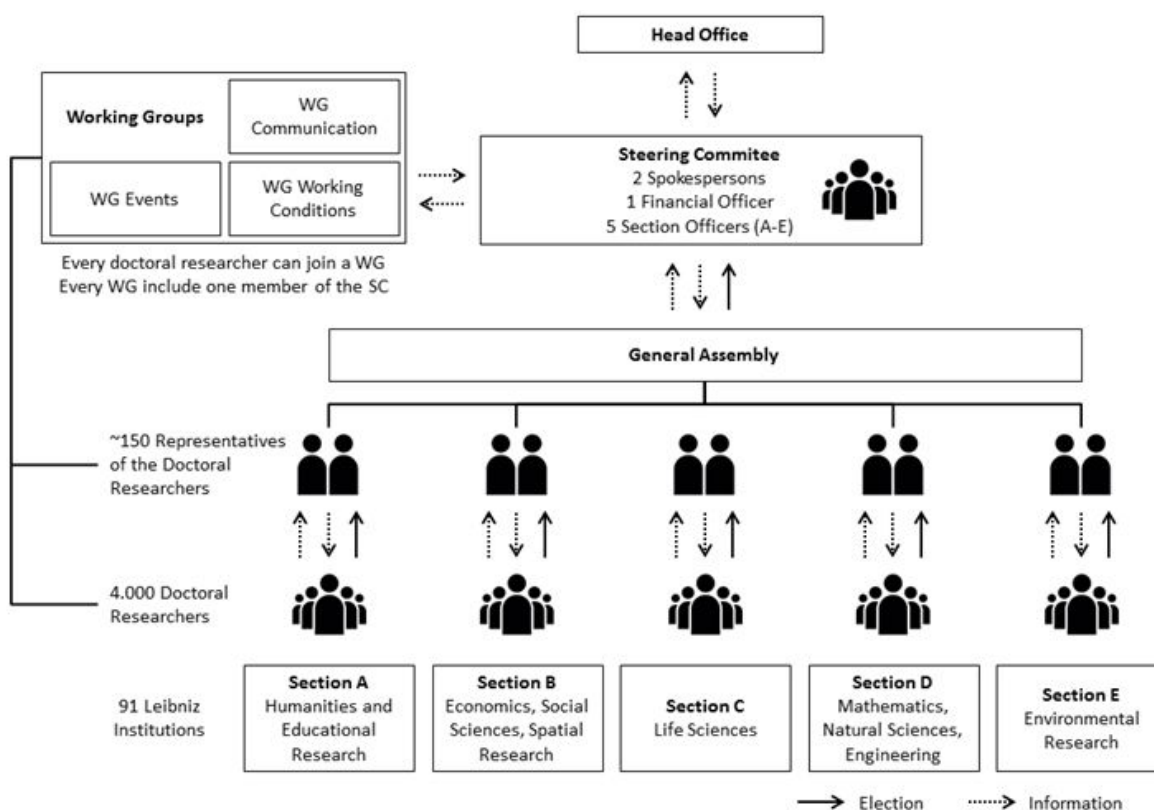 Head Office
Working Groups
WG
Communication
WG Events
WG Working
Conditions
Every doctoral researcher can join a WG
Every WG include one member of the SC
Steering Commitee
2 Spokespersons
1 Financial Officer
5 Section Officers (A-E)
General Assembly
~150 Representatives
of the Doctoral
Researchers
4.000 Doctoral
Researchers
91 Leibniz
Institutions
Section A
Humanities and
Educational
Research
Section B
Economics, Social
Sciences, Spatial
Research
Section C
Life Sciences
Section D
Mathematics,
Natural Sciences,
Engineering
Section E
Environmental
Research
Election
Information